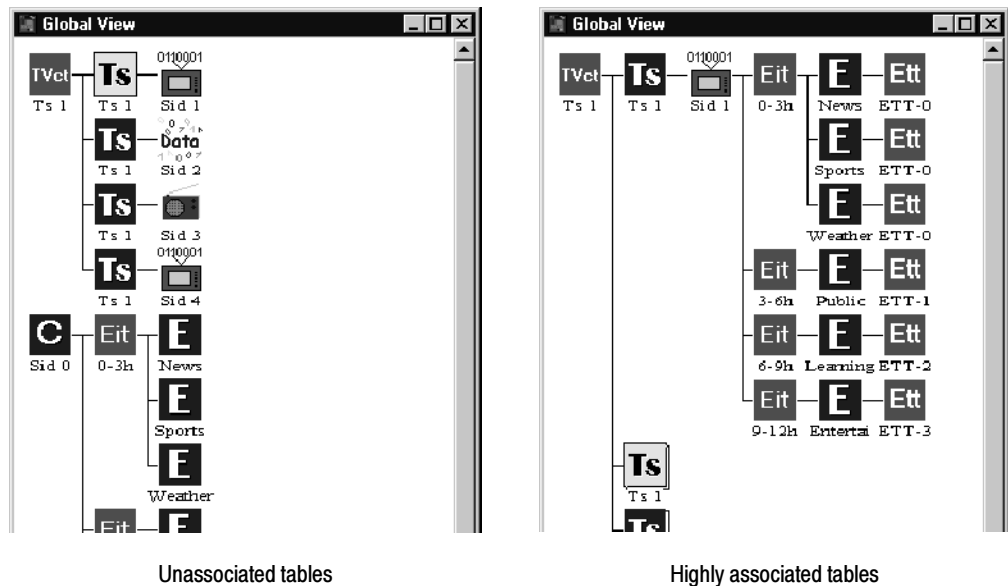 Global View
TVct Ts 0110001
Ts 1 Ts 1 Sid 1
Ts Data
Ts 1 Sid 2
Ts
Ts 1 Sid 3
Ts 0110001
Ts 1 Sid 4
C Eit E
Sid 0 0-3h News
E
Sports
E
Weather
Eit E
Unassociated tables
Global View
TVct Ts 0110001 Eit E Ett
Ts 1 Ts 1 Sid 1 0-3h News ETT-0
E Ett
Sports ETT-0
E Ett
Weather ETT-0
Eit E Ett
3-6h Public ETT-1
Eit E Ett
6-9h Learning ETT-2
Eit E Ett
9-12h Entertai ETT-3
Ts
Ts 1
Ts
Highly associated tables